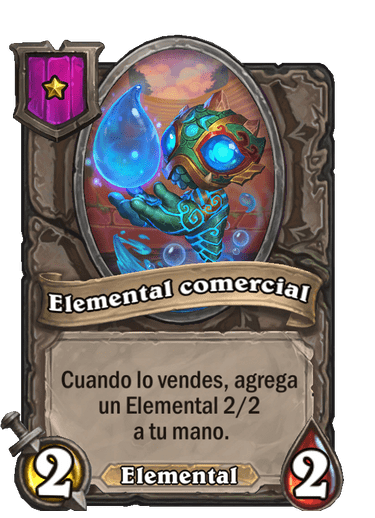 Elemental comercial
Cuando lo vendes, agrega
un Elemental 2/2
a tu mano.
2
Elemental
2